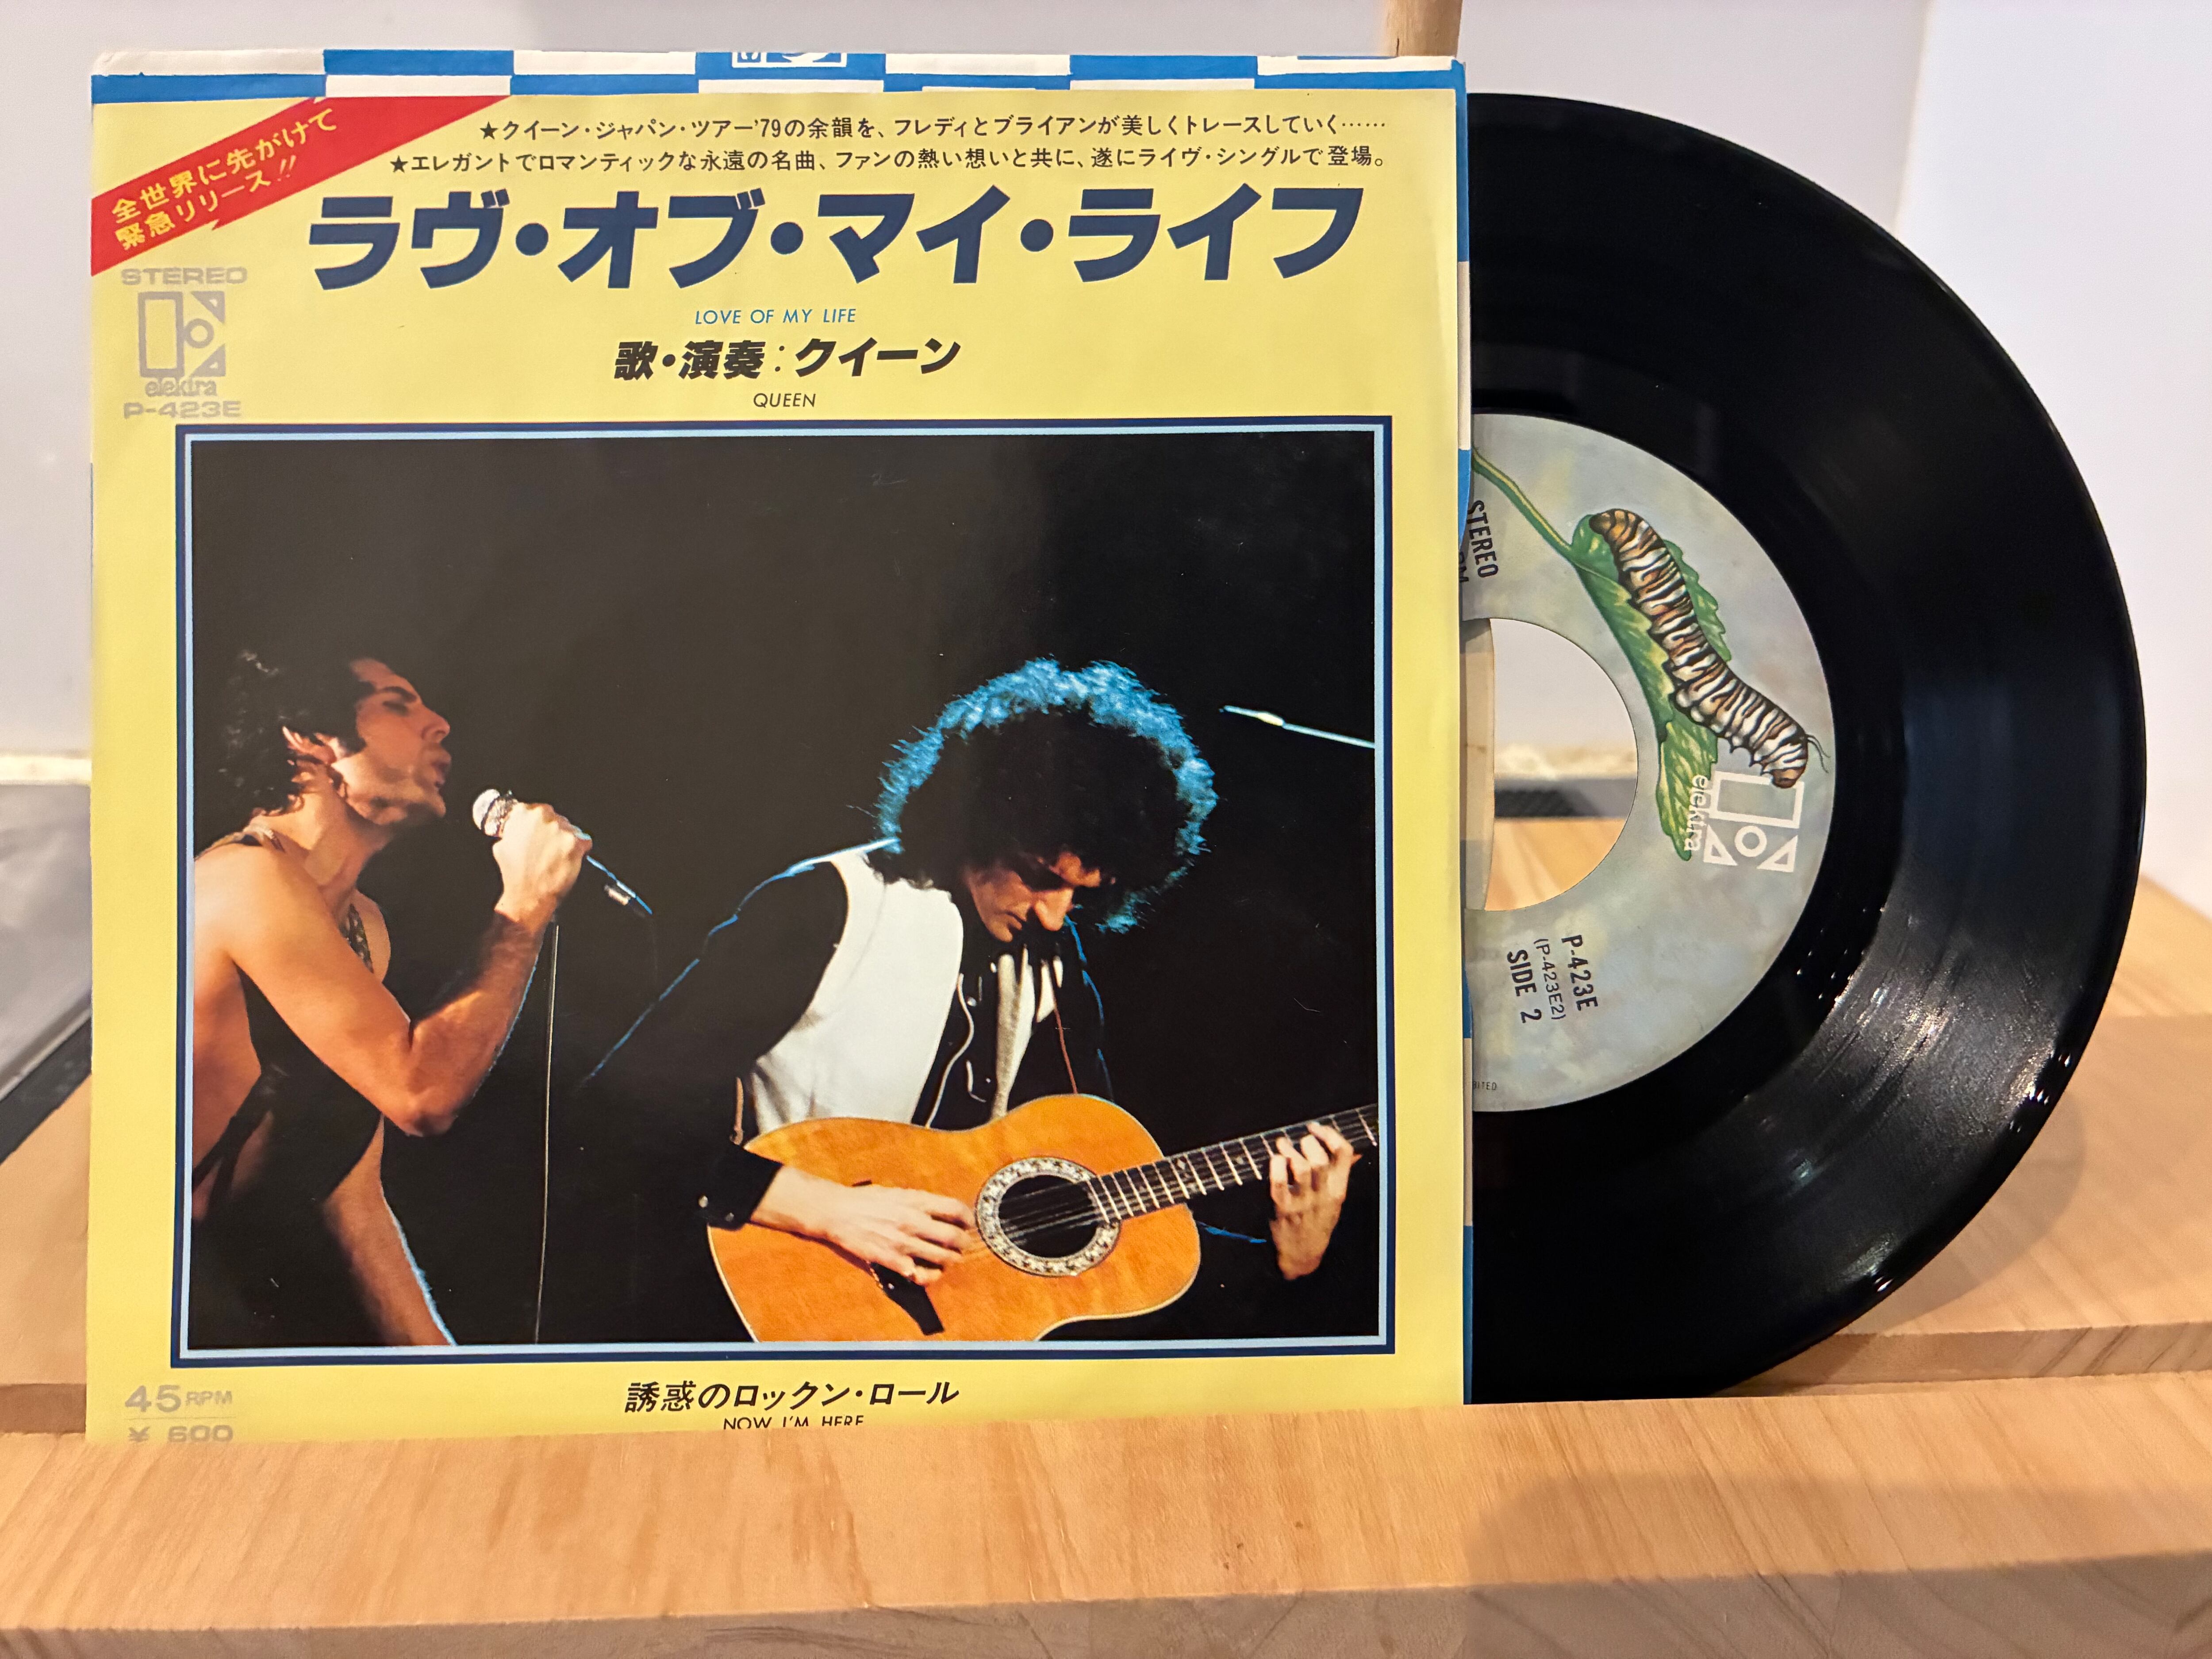 全世界に先がけて
緊急リリース!!
★クイーン・ジャパン・ツアー'79の余韻を、フレディとブライアンが美しくトレースしていく……
★エレガントでロマンティックな永遠の名曲、ファンの熱い想いと共に、遂にライヴ・シングルで登場。
ラヴ・オブ・マイ・ライフ
LOVE OF MY LIFE
歌・演奏：クイーン
QUEEN
STEREO
elektra
P-423E
誘惑のロックン・ロール
NOW I'M HERE
45 RPM
¥ 600
STEREO
elektra
P-423E
(P-423E2)
SIDE 2